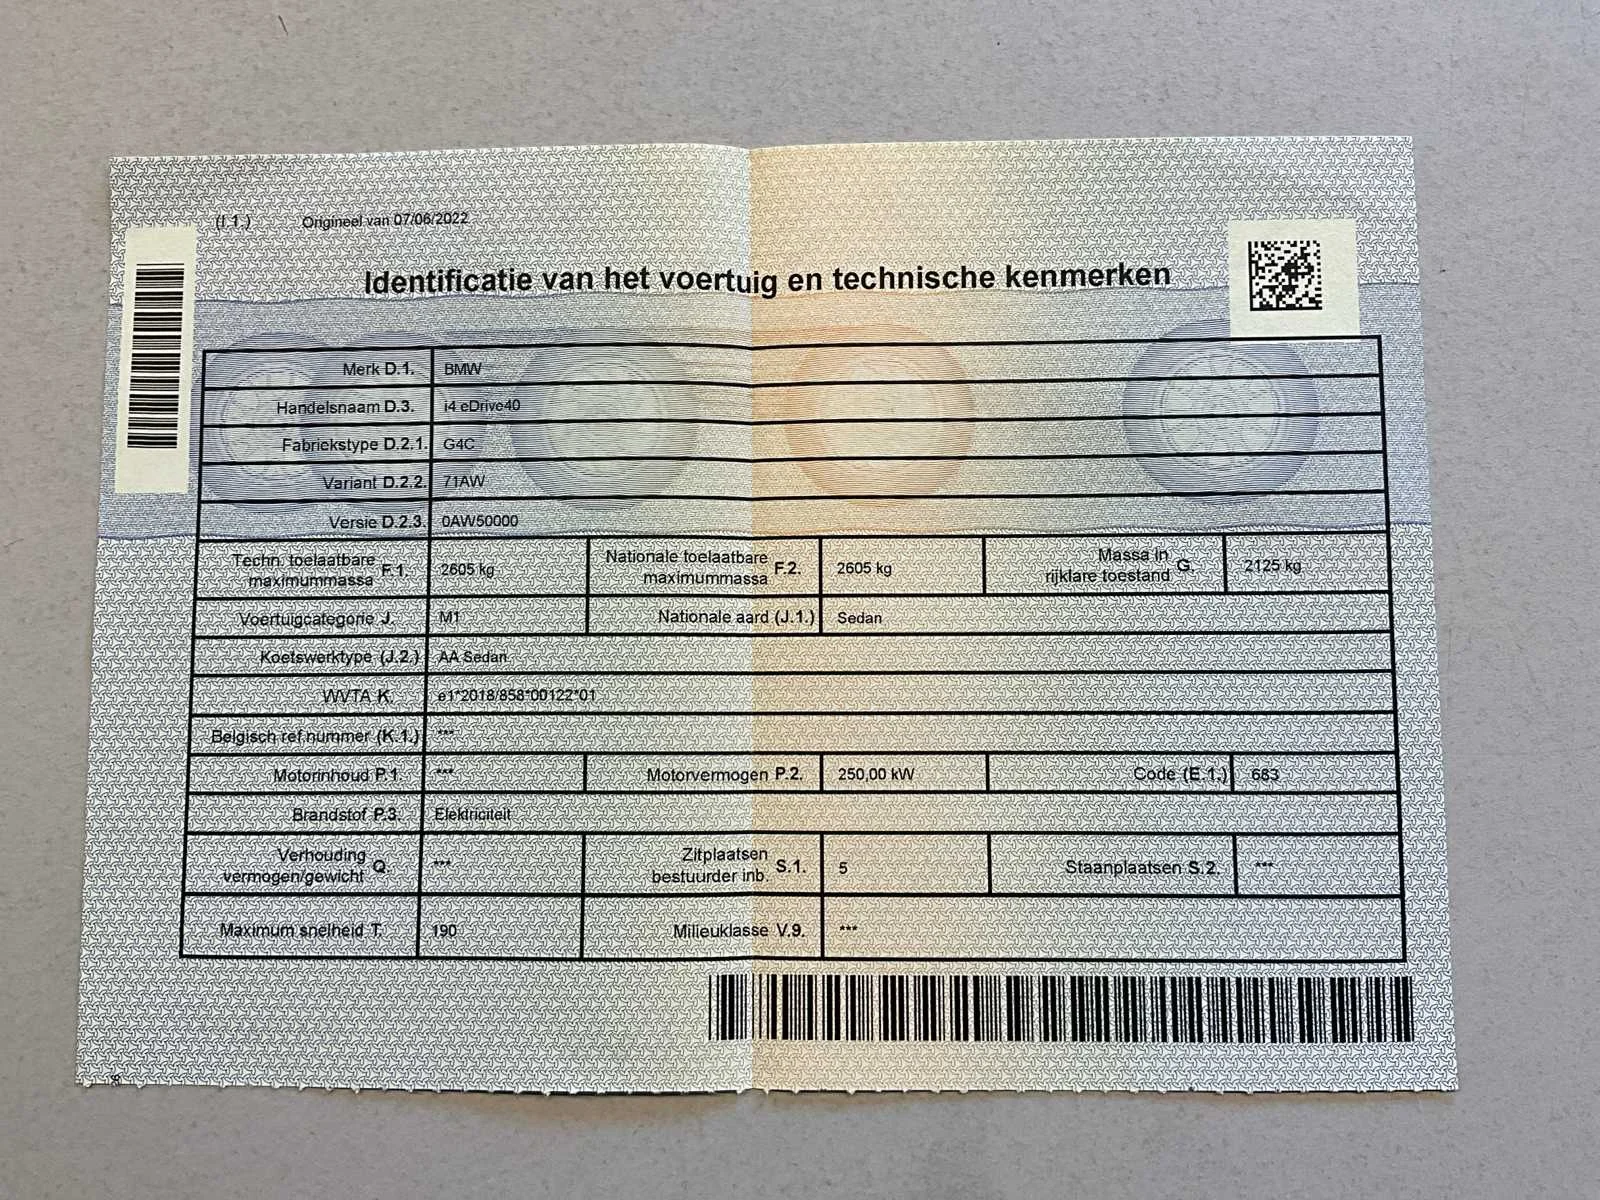 (I.1.) Origineel van 07/06/2022
Identificatie van het voertuig en technische kenmerken
Merk D.1. BMW
Handelsnaam D.3. i4 eDrive40
Fabriekstype D.2.1. G4C
Variant D.2.2. 71AW
Versie D.2.3. 0AW50000
Techn. toelaatbare maximummassa F.1. 2605 kg Nationale toelaatbare maximummassa F.2. 2605 kg Massa in rijklare toestand G. 2125 kg
Voertuigcategorie J. M1 Nationale aard (J.1.) Sedan
Koetswerktype (J.2.) AA Sedan
WVTA K. e1*2018/858*00122*01
Belgisch ref.nummer (K.1.) ***
Motorinhoud P.1. *** Motorvermogen P.2. 250,00 kW Code (E.1.) 683
Brandstof P.3. Elektriciteit
Verhouding vermogen/gewicht Q. *** Zitplaatsen bestuurder inb. S.1. 5 Staanplaatsen S.2. ***
Maximum snelheid T. 190 Milieuklasse V.9. ***